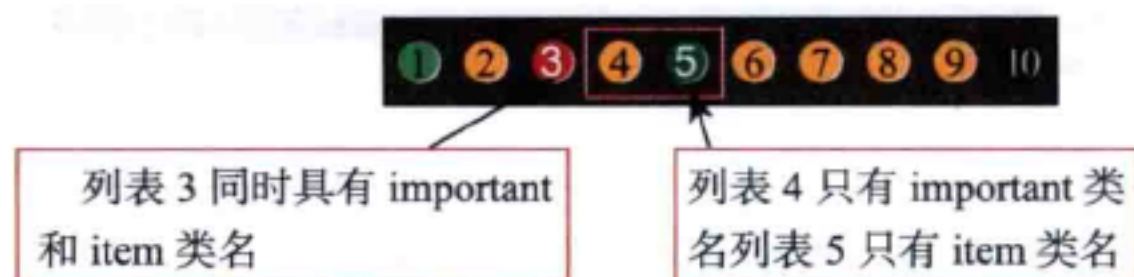 1 2 3 4 5 6 7 8 9 10
列表 3 同时具有 important
和 item 类名
列表 4 只有 important 类
名列表 5 只有 item 类名